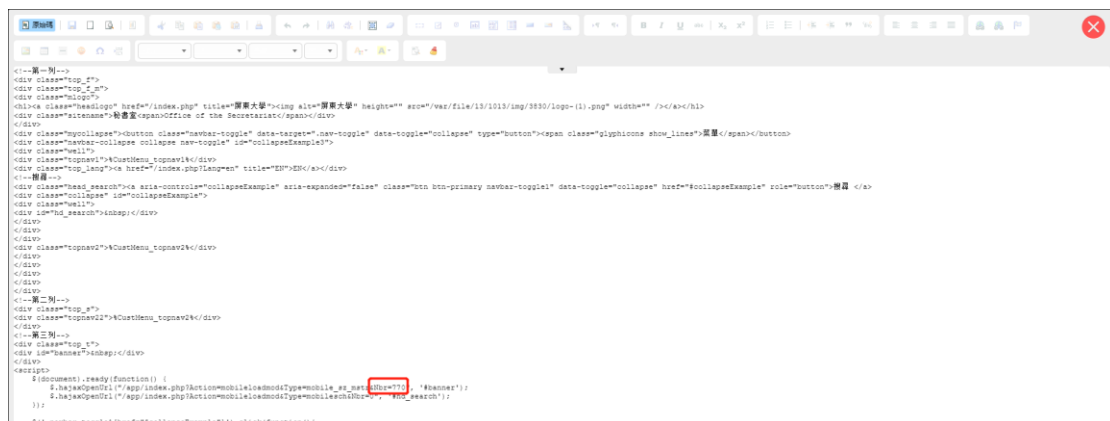 原始碼
<!--第一列-->
<div class="top_f">
<div class="top_f_m">
<div class="mlogo">
<h1><a class="headlogo" href="/index.php" title="屏東大學"><img alt="屏東大學" height="" src="/var/file/13/1013/img/3830/logo-(1).png" width="" /></a></h1>
<div class="sitename">秘書室<span>Office of the Secretariat</span></div>
</div>
<div class="mycollapse"><button class="navbar-toggle" data-target=".nav-toggle" data-toggle="collapse" type="button"><span class="glyphicons show_lines">菜單</span></button>
<div class="navbar-collapse collapse nav-toggle" id="collapseExample3">
<div class="well">
<div class="topnav1">%CustMenu_topnav1%</div>
<div class="top_lang"><a href="/index.php?Lang=en" title="EN">EN</a></div>
<!--搜尋-->
<div class="head_search"><a aria-controls="collapseExample" aria-expanded="false" class="btn btn-primary navbar-toggle1" data-toggle="collapse" href="#collapseExample" role="button">搜尋 </a>
<div class="collapse" id="collapseExample">
<div class="well">
<div id="hd_search">&nbsp;</div>
</div>
</div>
</div>
<div class="topnav2">%CustMenu_topnav2%</div>
</div>
</div>
</div>
</div>
</div>
<!--第二列-->
<div class="top_s">
<div class="topnav22">%CustMenu_topnav2%</div>
</div>
<!--第三列-->
<div class="top_t">
<div id="banner">&nbsp;</div>
</div>
<script>
$(document).ready(function() {
$.hajaxOpenUrl("/app/index.php?Action=mobileloadmod&Type=mobile_sz_mstr&Nbr=770", '#banner');
$.hajaxOpenUrl("/app/index.php?Action=mobileloadmod&Type=mobilesch&Nbr=0", '#hd_search');
});